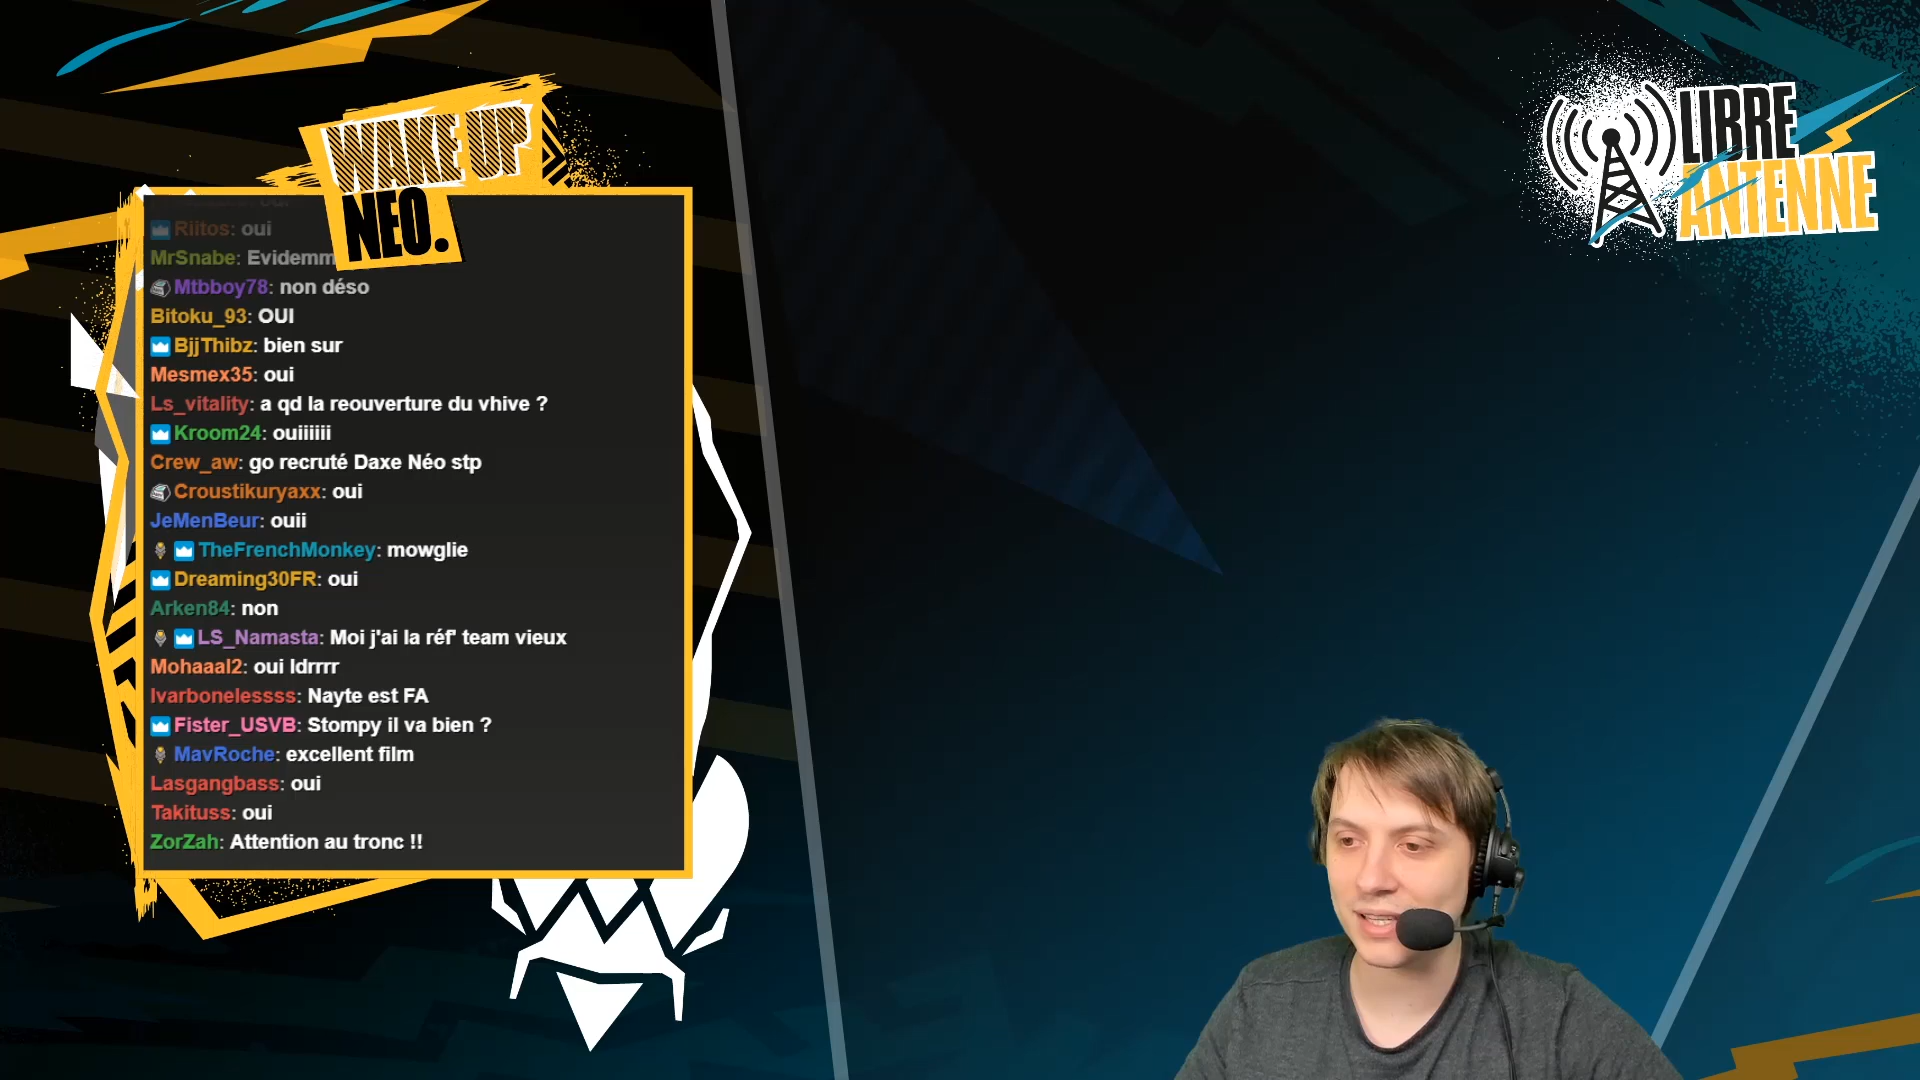 WAKE UP
NEO.
LIBRE
ANTENNE
Riitos: oui
MrSnabe: Evidemm
Mtbboy78: non déso
Bitoku_93: OUI
BjjThibz: bien sur
Mesmex35: oui
Ls_vitality: a qd la reouverture du vhive ?
Kroom24: ouiiiiii
Crew_aw: go recruté Daxe Néo stp
Croustikuryaxx: oui
JeMenBeur: ouii
TheFrenchMonkey: mowglie
Dreaming30FR: oui
Arken84: non
LS_Namasta: Moi j'ai la réf' team vieux
Mohaaal2: oui ldrrrr
Ivarbonelessss: Nayte est FA
Fister_USVB: Stompy il va bien ?
MavRoche: excellent film
Lasgangbass: oui
Takituss: oui
ZorZah: Attention au tronc !!